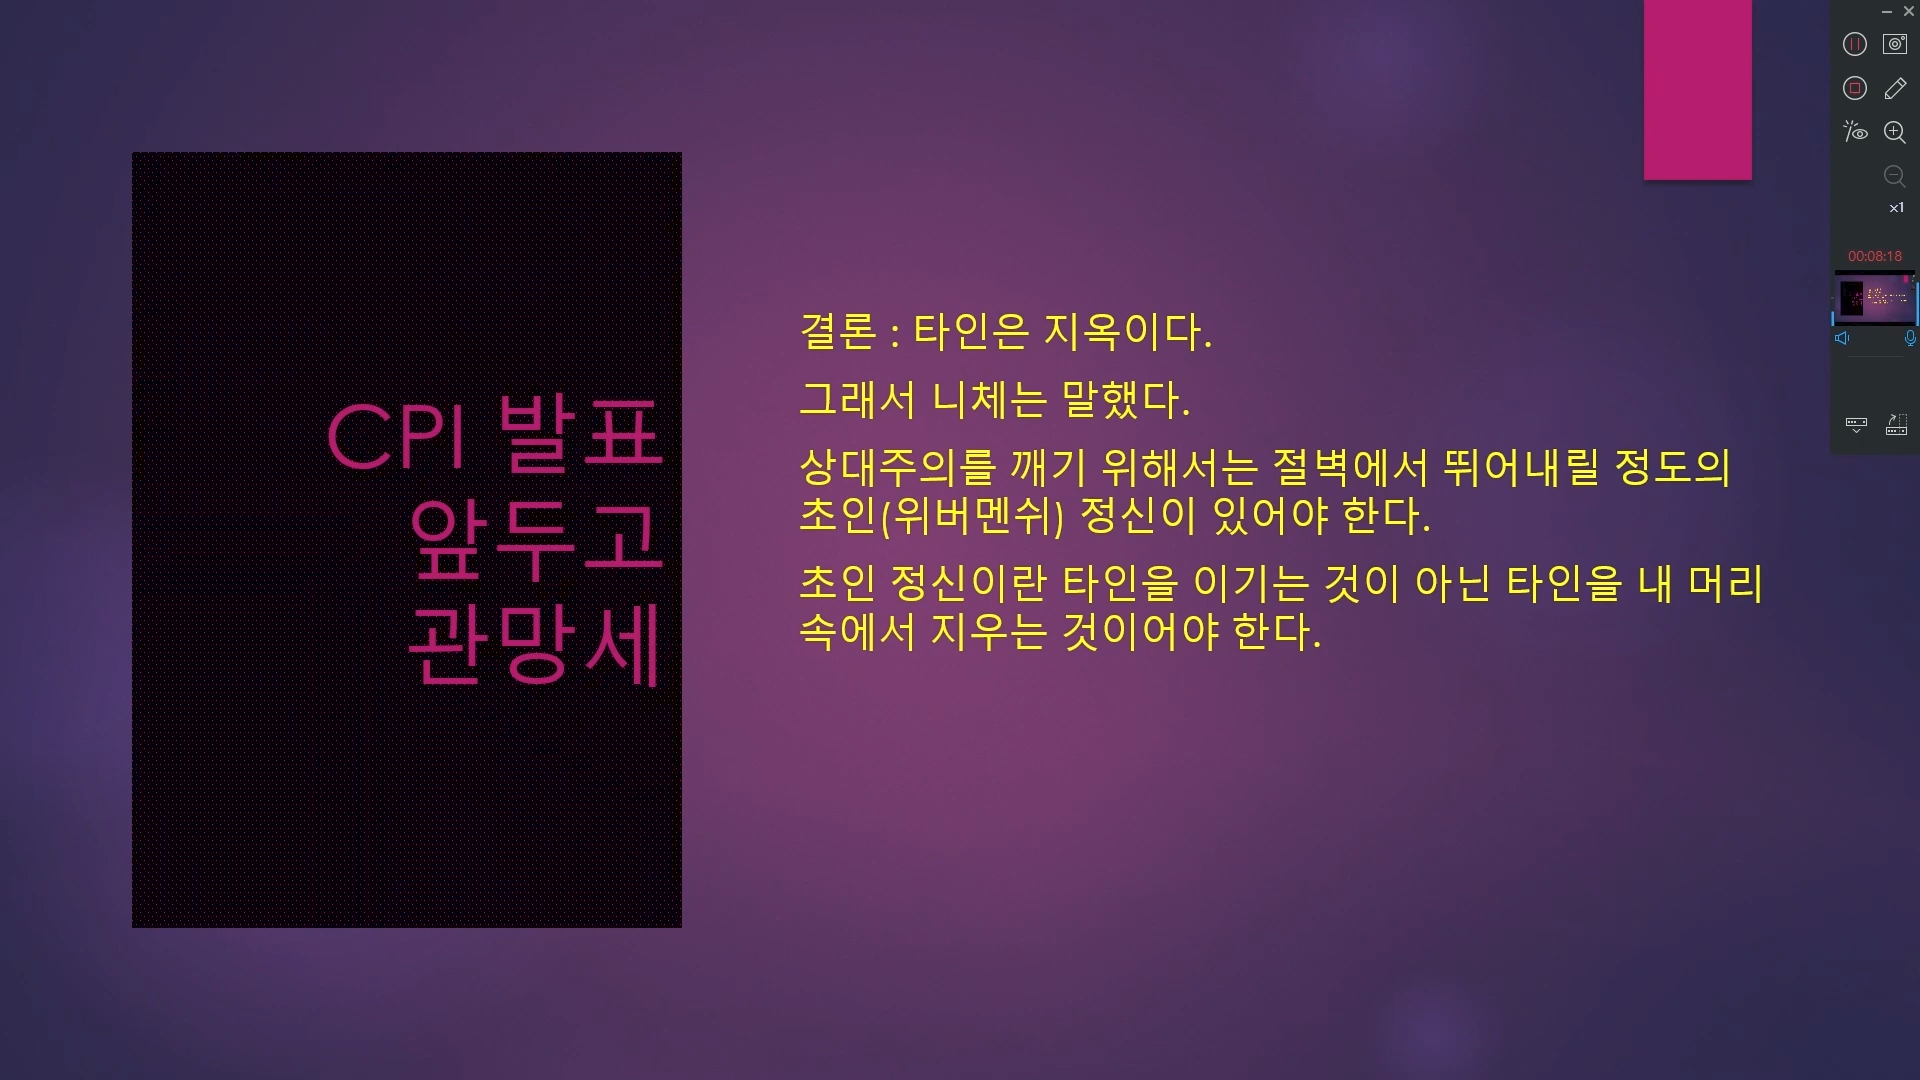 CPI 발표
앞두고
관망세
결론 : 타인은 지옥이다.
그래서 니체는 말했다.
상대주의를 깨기 위해서는 절벽에서 뛰어내릴 정도의
초인(위버멘쉬) 정신이 있어야 한다.
초인 정신이란 타인을 이기는 것이 아닌 타인을 내 머리
속에서 지우는 것이어야 한다.
x1
00:08:18